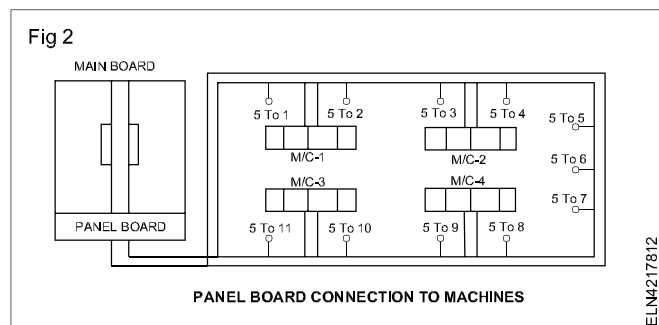 Fig 2
MAIN BOARD
PANEL BOARD
5 To 1
5 To 2
5 To 3
5 To 4
5 To 5
M/C-1
M/C-2
5 To 6
M/C-3
M/C-4
5 To 7
5 To 11
5 To 10
5 To 9
5 To 8
PANEL BOARD CONNECTION TO MACHINES
ELN4217812